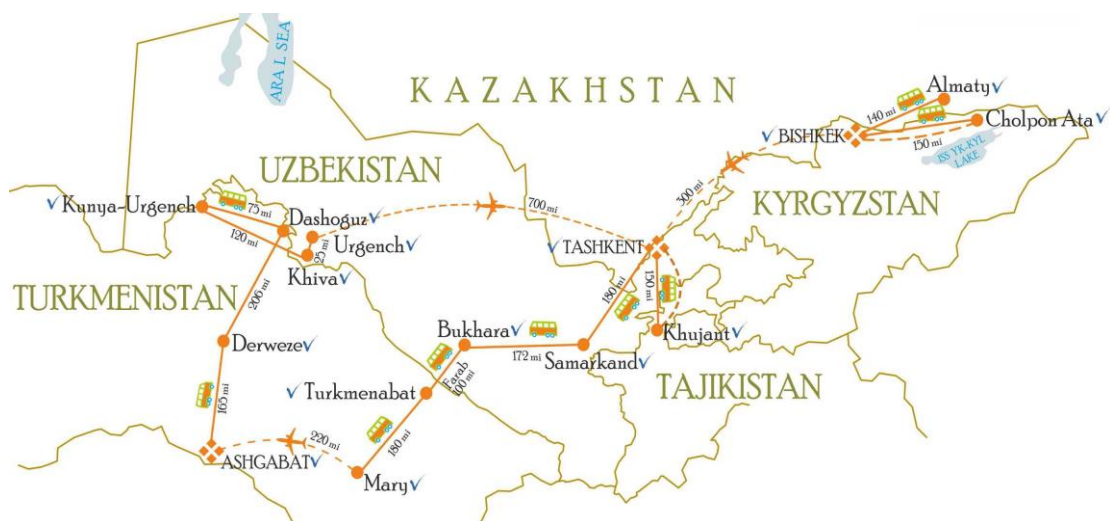 ARAL SEA
KAZAKHSTAN
Almaty
140 mi
Cholpon Ata
BISHKEK
150 mi
ISSYK-KYL
LAKE
UZBEKISTAN
300 mi
KYRGYZSTAN
Kunya-Urgench
75 mi
Dashoguz
700 mi
120 mi
Urgench
25 mi
TASHKENT
Khiva
TURKMENISTAN
206 mi
180 mi
150 mi
Bukhara
Khujant
Derweze
172 mi
Samarkand
Farab
100 mi
TAJIKISTAN
Turkmenabat
165 mi
180 mi
220 mi
ASHGABAT
Mary